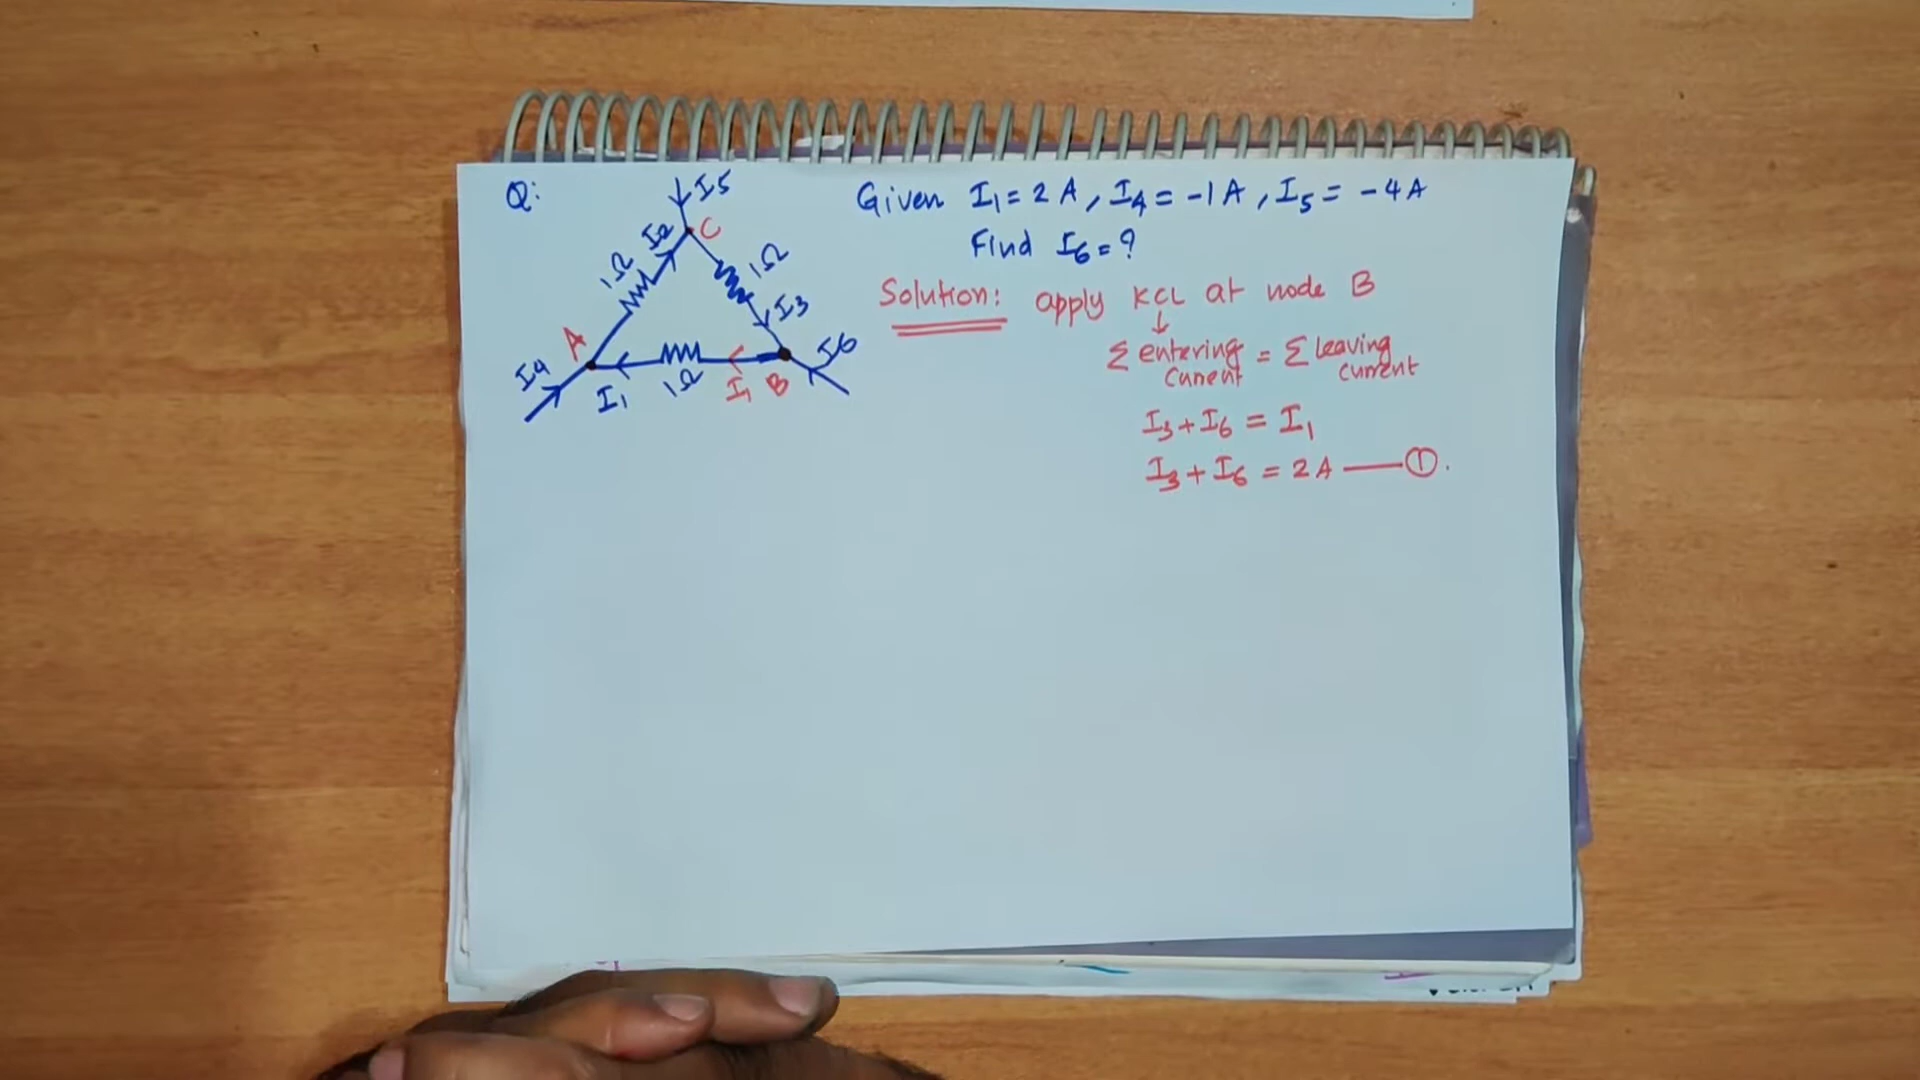 Q:
I5
C
I2
1Ω
1Ω
I3
A
I4
I1
1Ω
I1
B
I6
Given I1 = 2 A, I4 = -1 A, I5 = -4 A
Find I6 = ?
Solution: apply KCL at node B
↓
Σ entering current = Σ leaving current
I3 + I6 = I1
I3 + I6 = 2 A —— ①.